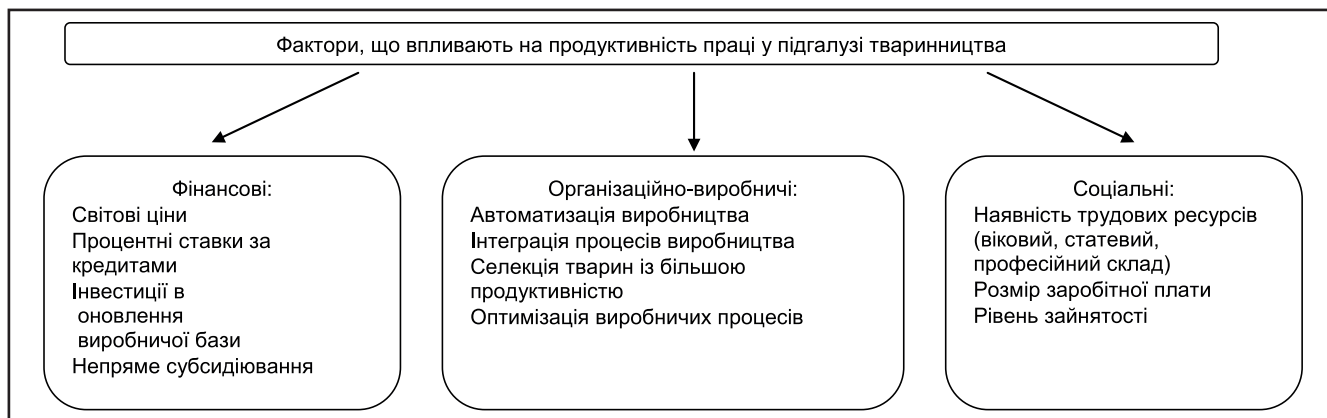 Фактори, що впливають на продуктивність праці у підгалузі тваринництва
Фінансові:
Світові ціни
Процентні ставки за
кредитами
Інвестиції в
оновлення
виробничої бази
Непряме субсидіювання
Організаційно-виробничі:
Автоматизація виробництва
Інтеграція процесів виробництва
Селекція тварин із більшою
продуктивністю
Оптимізація виробничих процесів
Соціальні:
Наявність трудових ресурсів
(віковий, статевий,
професійний склад)
Розмір заробітної плати
Рівень зайнятості